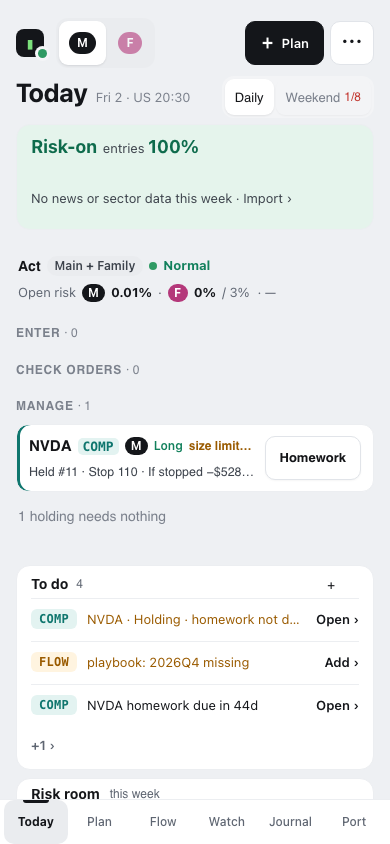 M F + Plan ···
Today Fri 2 · US 20:30 Daily Weekend 1/8
Risk-on entries 100%
No news or sector data this week · Import ›
Act Main + Family Normal
Open risk M 0.01% · F 0% / 3% · —
ENTER · 0
CHECK ORDERS · 0
MANAGE · 1
NVDA COMP M Long size limit…
Held #11 · Stop 110 · If stopped −$528…
Homework
1 holding needs nothing
To do 4 +
COMP NVDA · Holding · homework not d… Open ›
FLOW playbook: 2026Q4 missing Add ›
COMP NVDA homework due in 44d Open ›
+1 ›
Risk room this week
Today Plan Flow Watch Journal Port